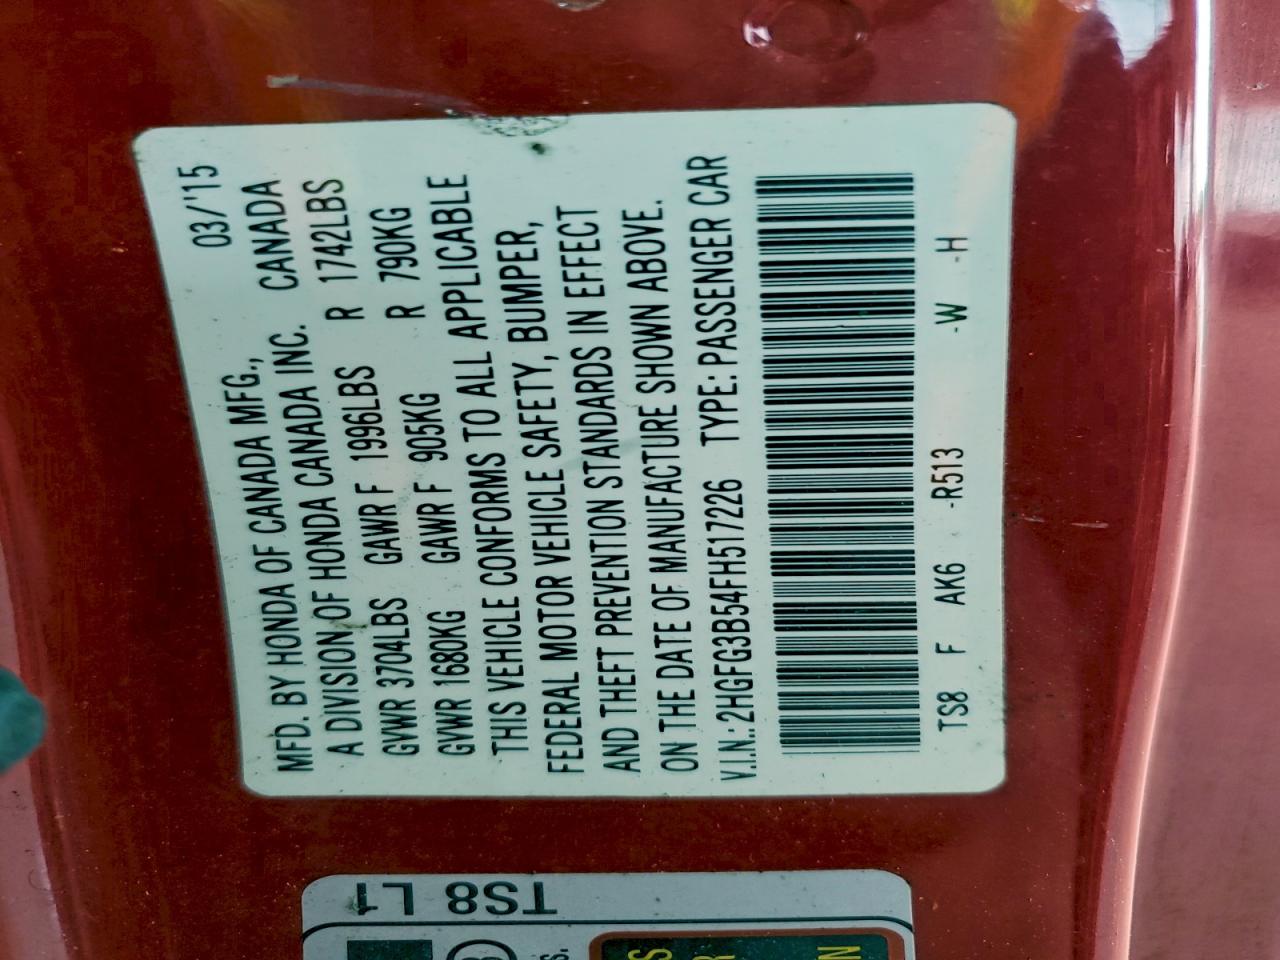 MFD. BY HONDA OF CANADA MFG., 03/'15
A DIVISION OF HONDA CANADA INC. CANADA
GVWR 3704LBS GAWR F 1996LBS R 1742LBS
GVWR 1680KG GAWR F 905KG R 790KG
THIS VEHICLE CONFORMS TO ALL APPLICABLE
FEDERAL MOTOR VEHICLE SAFETY, BUMPER,
AND THEFT PREVENTION STANDARDS IN EFFECT
ON THE DATE OF MANUFACTURE SHOWN ABOVE.
V.I.N.: 2HGFG3B54FH517226 TYPE: PASSENGER CAR
TS8 F AK6 -R513 -W -H
TS8 L1